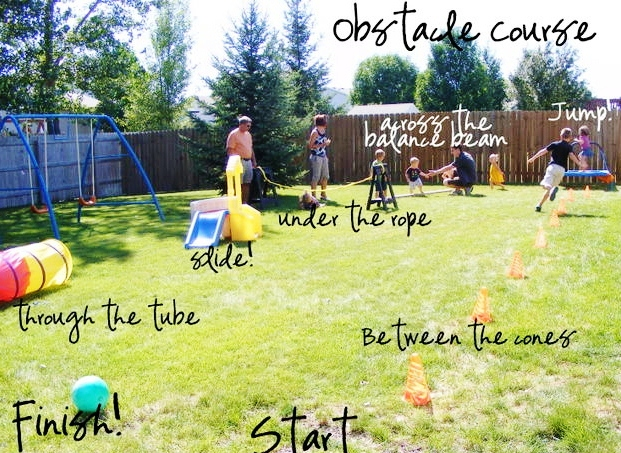 Obstacle course
Jump!
across the
balance beam
under the rope
slide!
through the tube
Between the cones
Finish!
Start